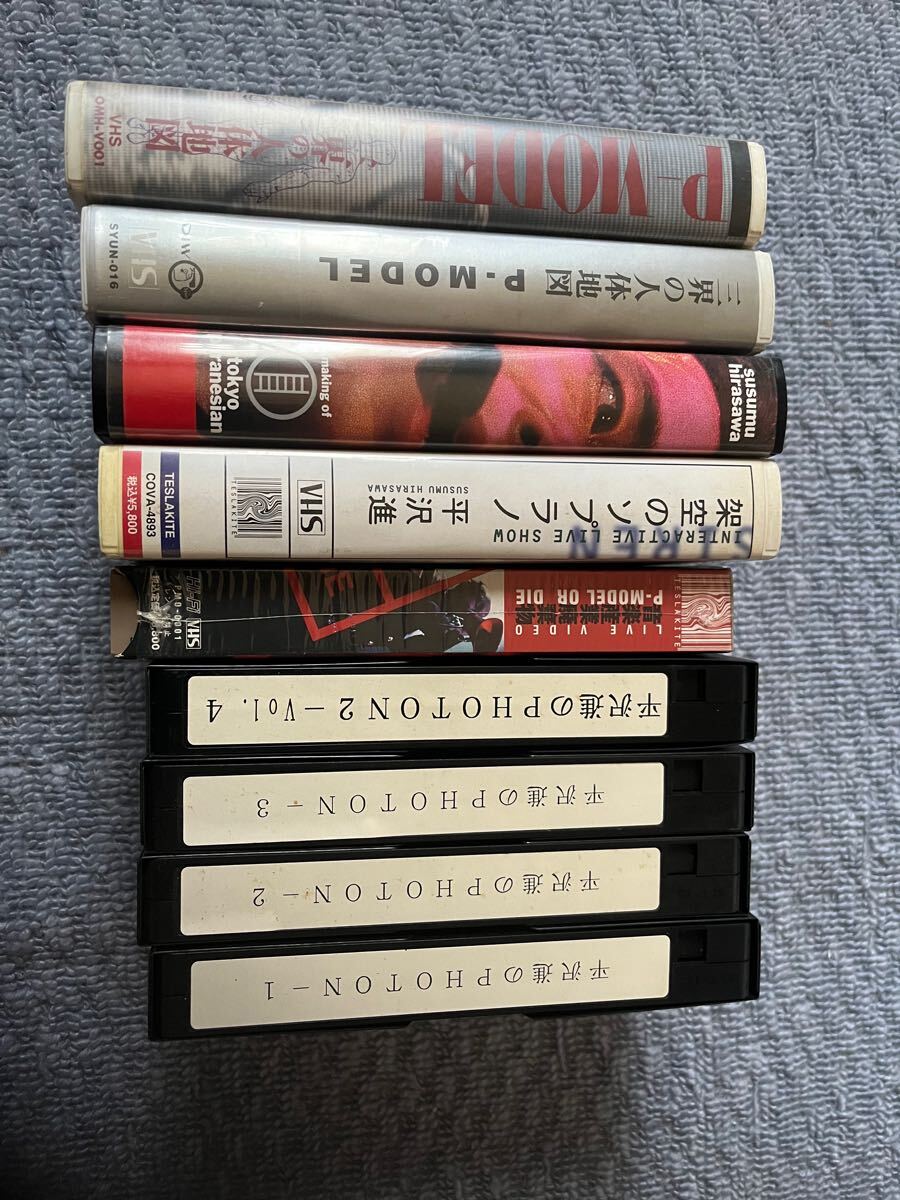 P-MODEL
三界の人体地図
VHS
OMH-V001
三界の人体地図 P-MODEL
DIW
VHS
SYUN-016
susumu
hirasawa
making of
tokyo
ranesian
SIREN
INTERACTIVE LIVE SHOW
架空のソプラノ
平沢進
SUSUMU HIRASAWA
VHS
TESLAKITE
TESLAKITE
COVA-4893
税込¥5,800
TESLAKITE
LIVE VIDEO
P-MODEL OR DIE
Hi-Fi VHS
平沢進のPHOTON2－Vol.4
平沢進のPHOTON－3
平沢進のPHOTON－2
平沢進のPHOTON－1